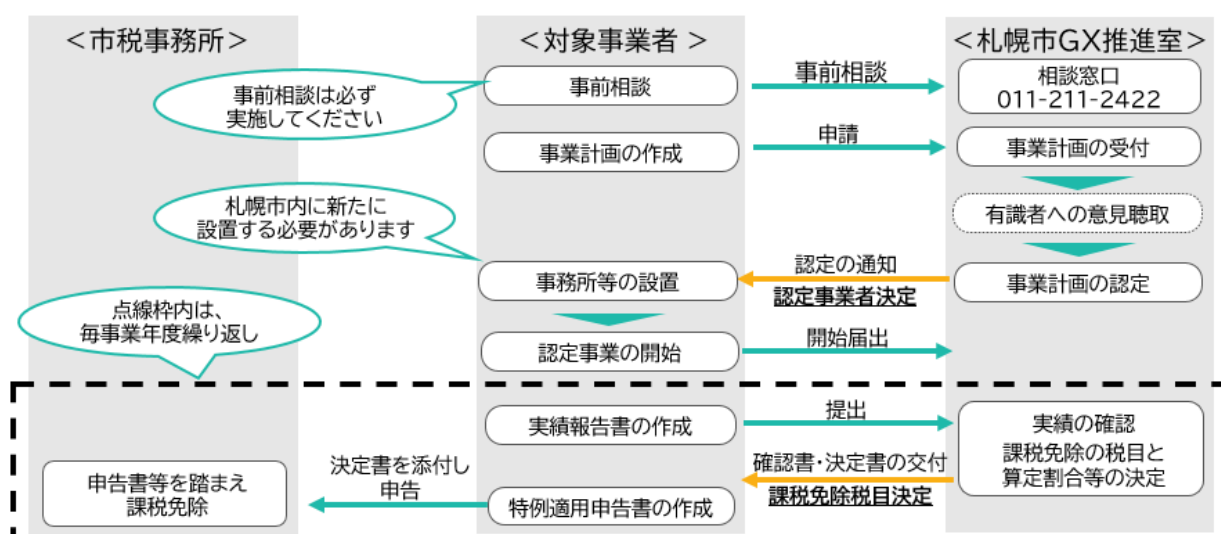 ＜市税事務所＞
＜対象事業者 ＞
＜札幌市GX推進室＞
事前相談は必ず
実施してください
事前相談
事前相談
相談窓口
011-211-2422
事業計画の作成
申請
事業計画の受付
有識者への意見聴取
札幌市内に新たに
設置する必要があります
事務所等の設置
認定の通知
認定事業者決定
事業計画の認定
点線枠内は、
毎事業年度繰り返し
認定事業の開始
開始届出
実績報告書の作成
提出
実績の確認
課税免除の税目と
算定割合等の決定
確認書・決定書の交付
課税免除税目決定
特例適用申告書の作成
決定書を添付し
申告
申告書等を踏まえ
課税免除